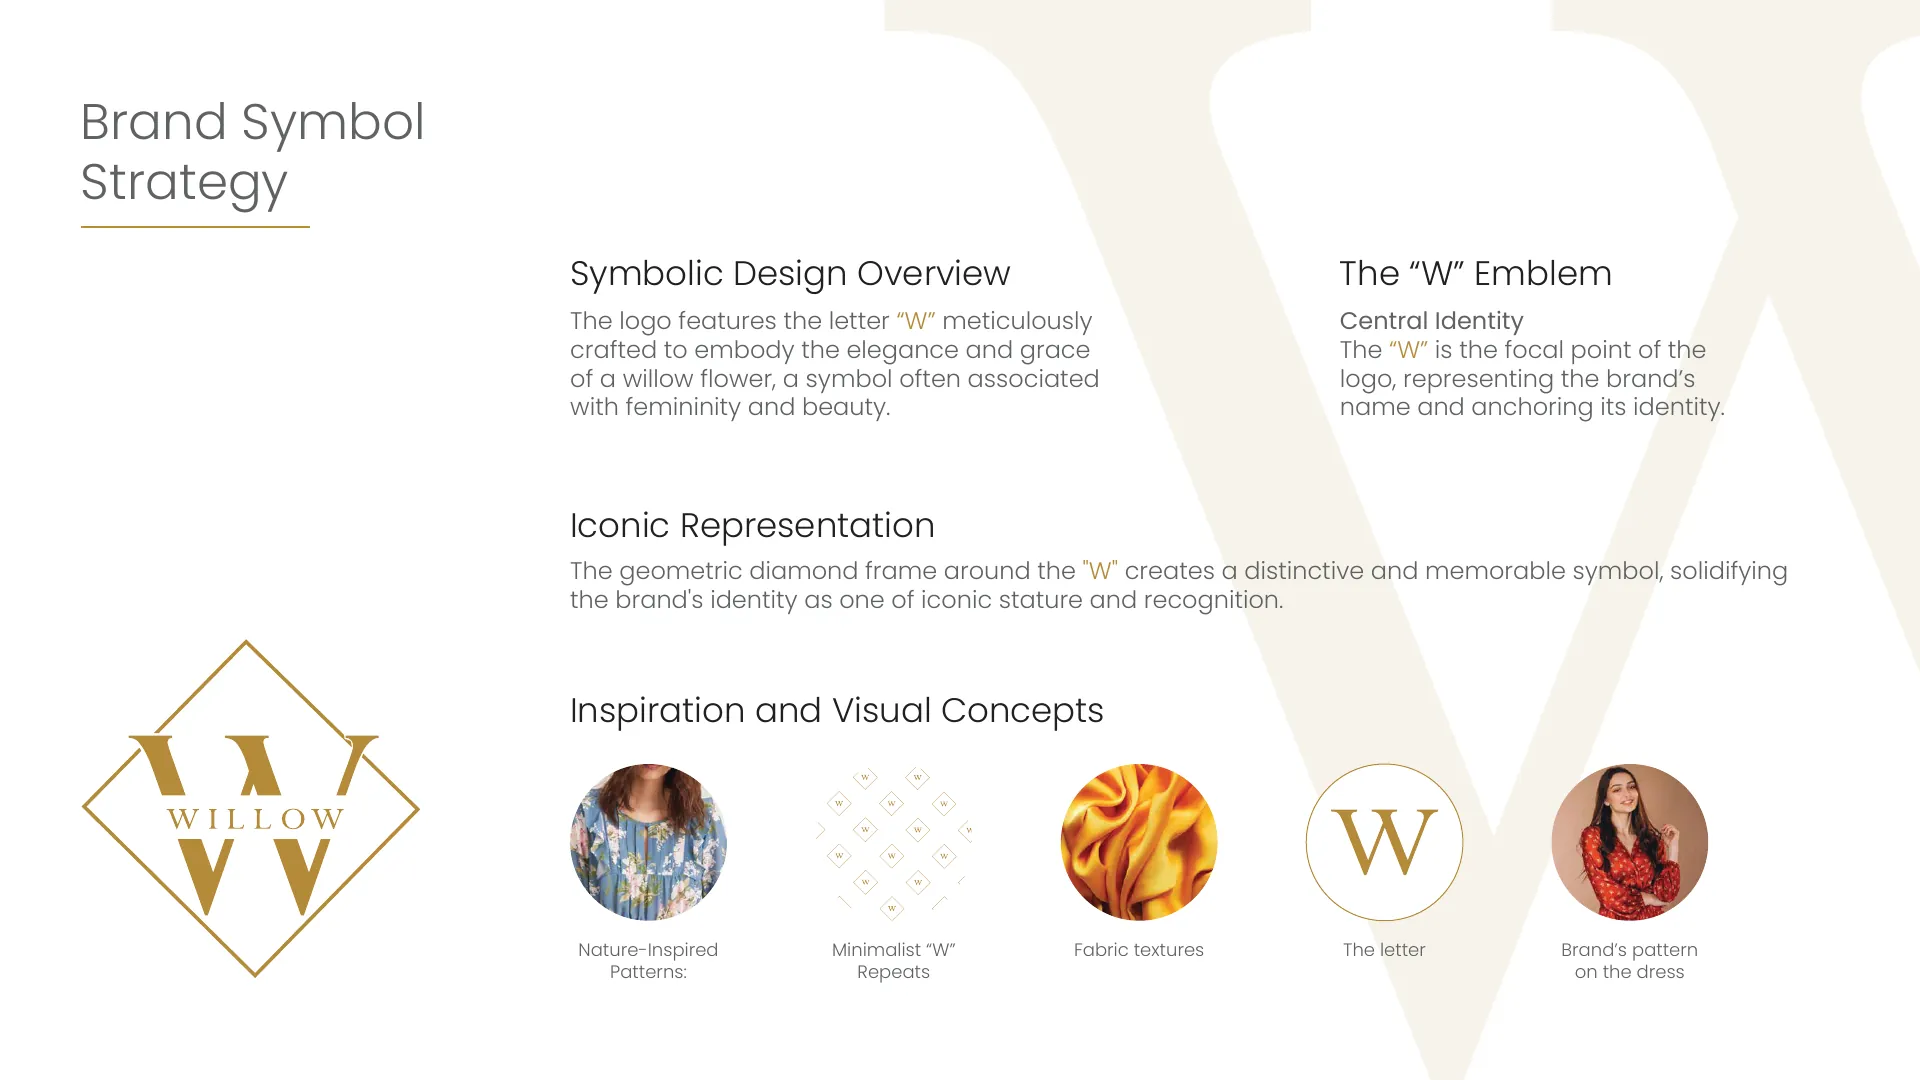 Brand Symbol
Strategy
Symbolic Design Overview
The logo features the letter “W” meticulously
crafted to embody the elegance and grace
of a willow flower, a symbol often associated
with femininity and beauty.
The “W” Emblem
Central Identity
The “W” is the focal point of the
logo, representing the brand’s
name and anchoring its identity.
Iconic Representation
The geometric diamond frame around the "W" creates a distinctive and memorable symbol, solidifying
the brand's identity as one of iconic stature and recognition.
W
WILLOW
Inspiration and Visual Concepts
W W
W W W
W W W
W W W
W W
W
W
Nature-Inspired
Patterns:
Minimalist “W”
Repeats
Fabric textures
The letter
Brand’s pattern
on the dress